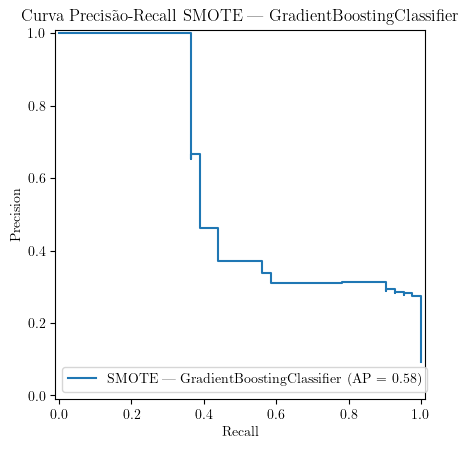 Curva Precisão-Recall SMOTE — GradientBoostingClassifier
1.0
0.8
0.6
0.4
0.2
0.0
Precision
SMOTE — GradientBoostingClassifier (AP = 0.58)
0.0 0.2 0.4 0.6 0.8 1.0
Recall